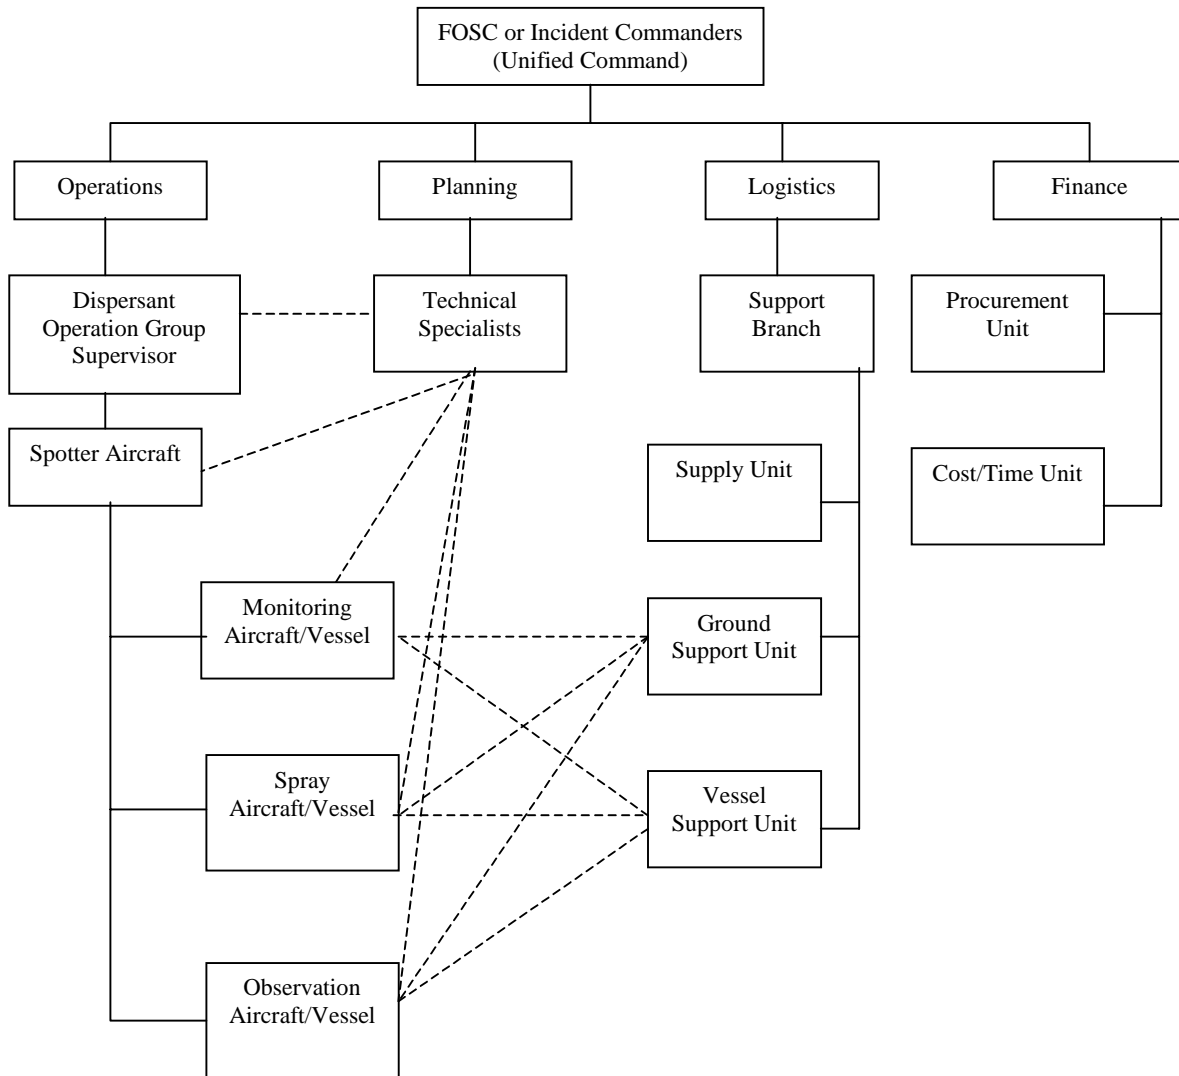 FOSC or Incident Commanders
(Unified Command)
Operations
Planning
Logistics
Finance
Dispersant
Operation Group
Supervisor
Technical
Specialists
Support
Branch
Procurement
Unit
Spotter Aircraft
Supply Unit
Cost/Time Unit
Monitoring
Aircraft/Vessel
Ground
Support Unit
Spray
Aircraft/Vessel
Vessel
Support Unit
Observation
Aircraft/Vessel